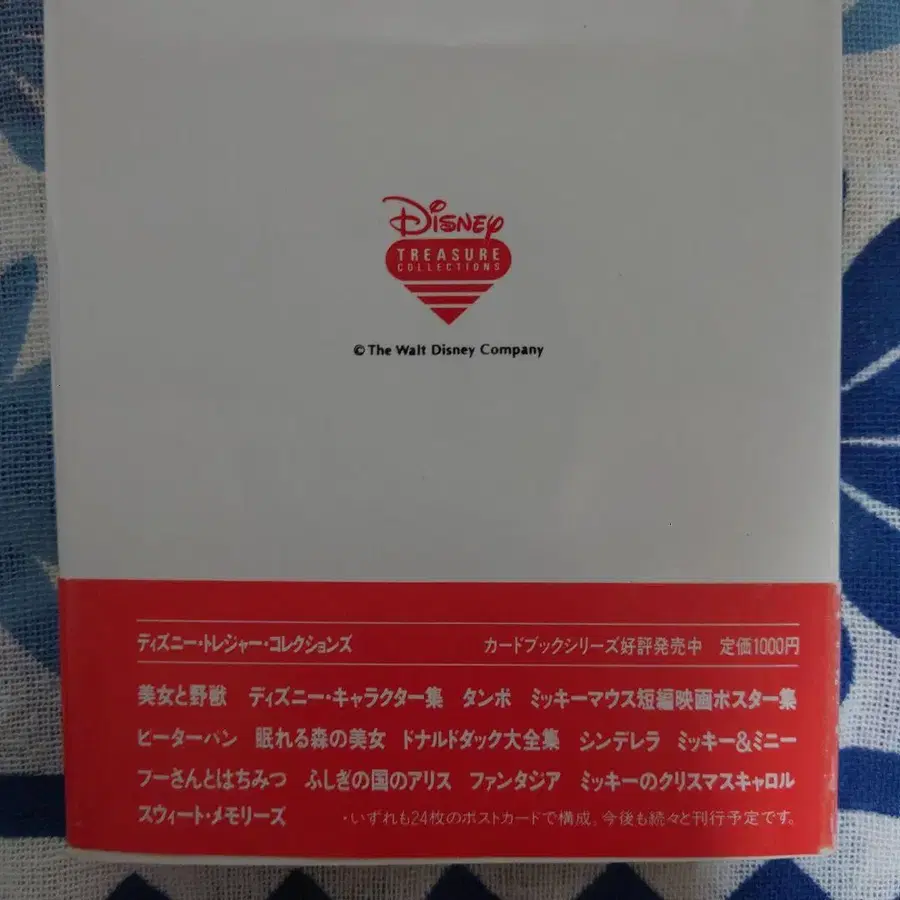 Disney
TREASURE
COLLECTIONS
© The Walt Disney Company
ディズニー・トレジャー・コレクションズ カードブックシリーズ好評発売中 定価1000円
美女と野獣 ディズニー・キャラクター集 ダンボ ミッキーマウス短編映画ポスター集
ピーターパン 眠れる森の美女 ドナルドダック大全集 シンデレラ ミッキー&ミニー
プーさんとはちみつ ふしぎの国のアリス ファンタジア ミッキーのクリスマスキャロル
スウィート・メモリーズ ・いずれも24枚のポストカードで構成。今後も続々と刊行予定です。